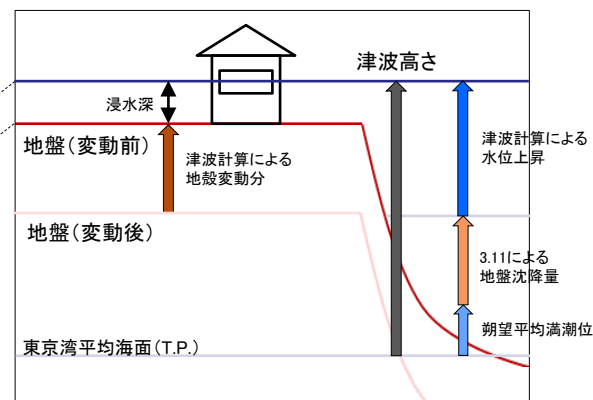 津波高さ
浸水深
地盤(変動前)
津波計算による
地殻変動分
津波計算による
水位上昇
地盤(変動後)
3.11による
地盤沈降量
朔望平均満潮位
東京湾平均海面(T.P.)